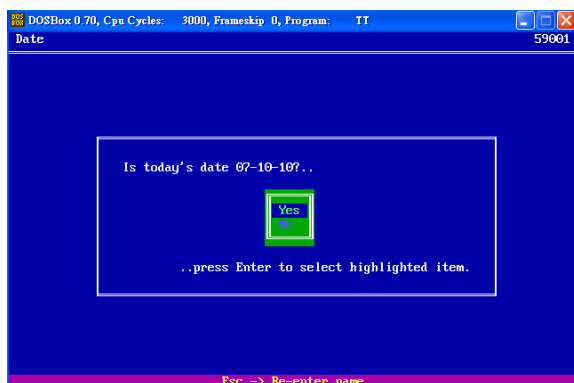 DOSBox 0.70, Cpu Cycles: 3000, Frameskip 0, Program: TT
Date 59001
Is today's date 07-10-10?..
Yes
No
..press Enter to select highlighted item.
Esc -> Re-enter name